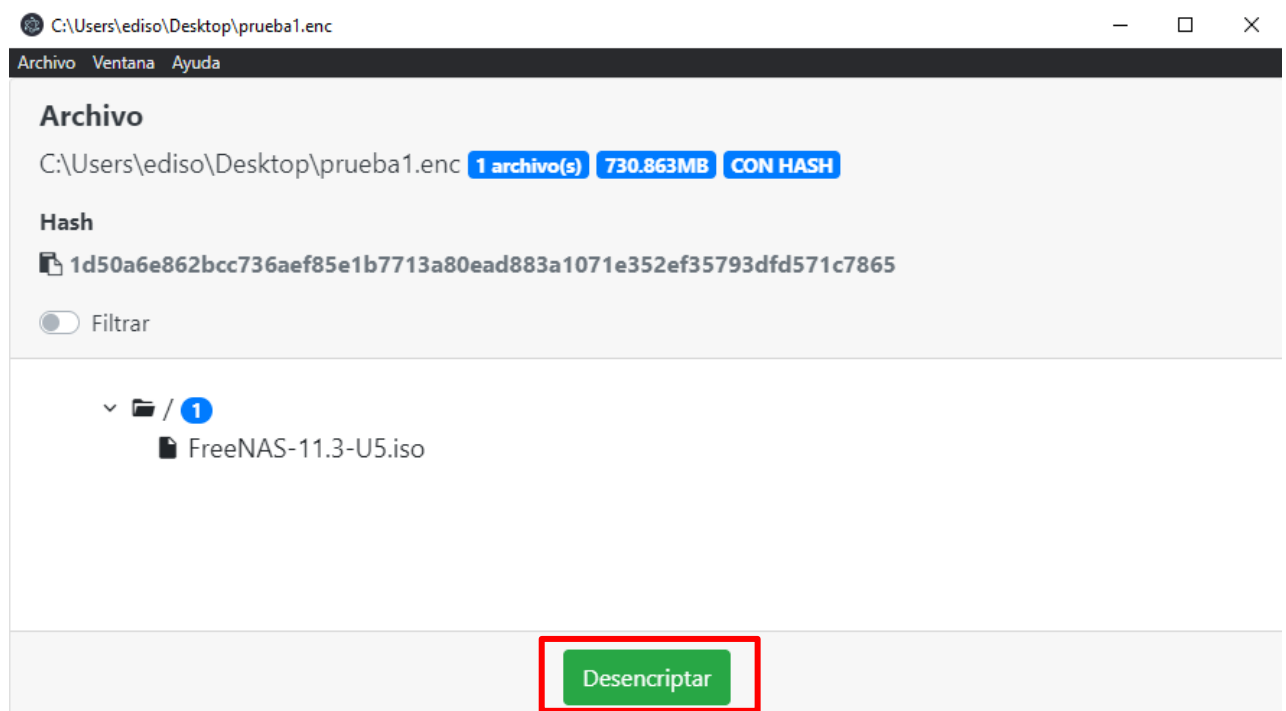 C:\Users\ediso\Desktop\prueba1.enc
Archivo Ventana Ayuda
Archivo
C:\Users\ediso\Desktop\prueba1.enc 1 archivo(s) 730.863MB CON HASH
Hash
1d50a6e862bcc736aef85e1b7713a80ead883a1071e352ef35793dfd571c7865
Filtrar
/ 1
FreeNAS-11.3-U5.iso
Desencriptar